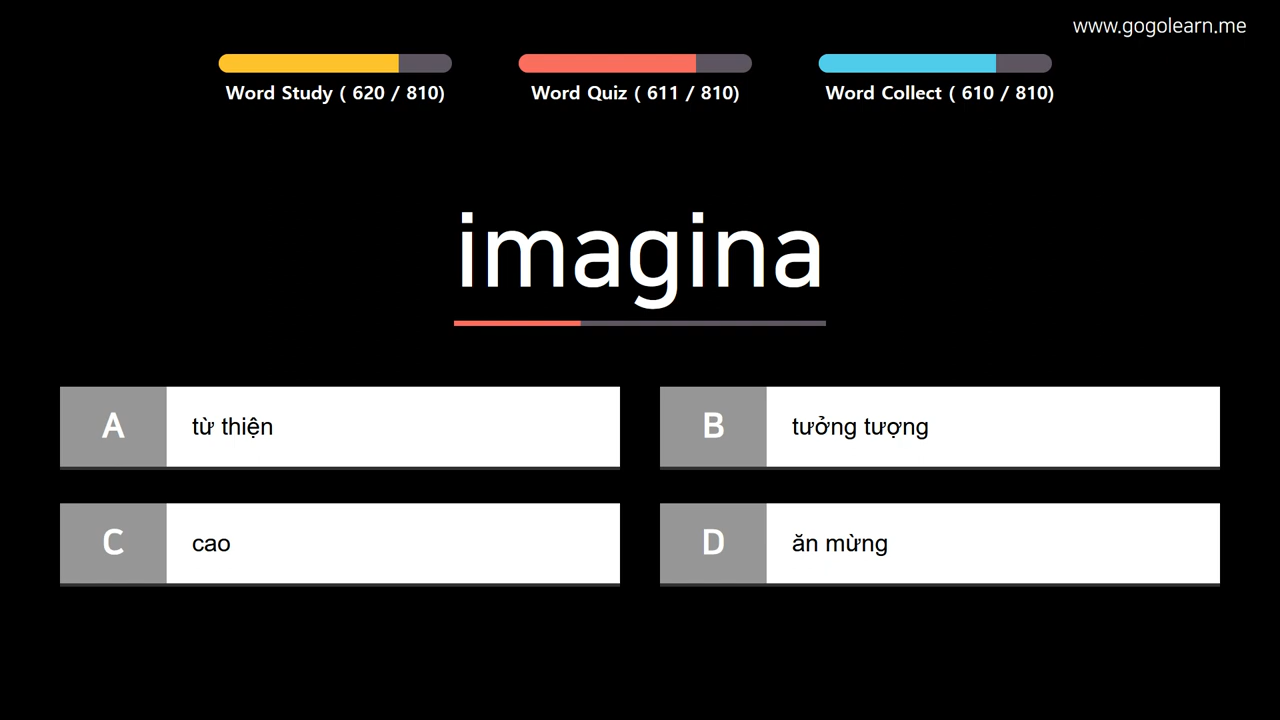 www.gogolearn.me
Word Study ( 620 / 810)
Word Quiz ( 611 / 810)
Word Collect ( 610 / 810)
imagina
A từ thiện
B tưởng tượng
C cao
D ăn mừng